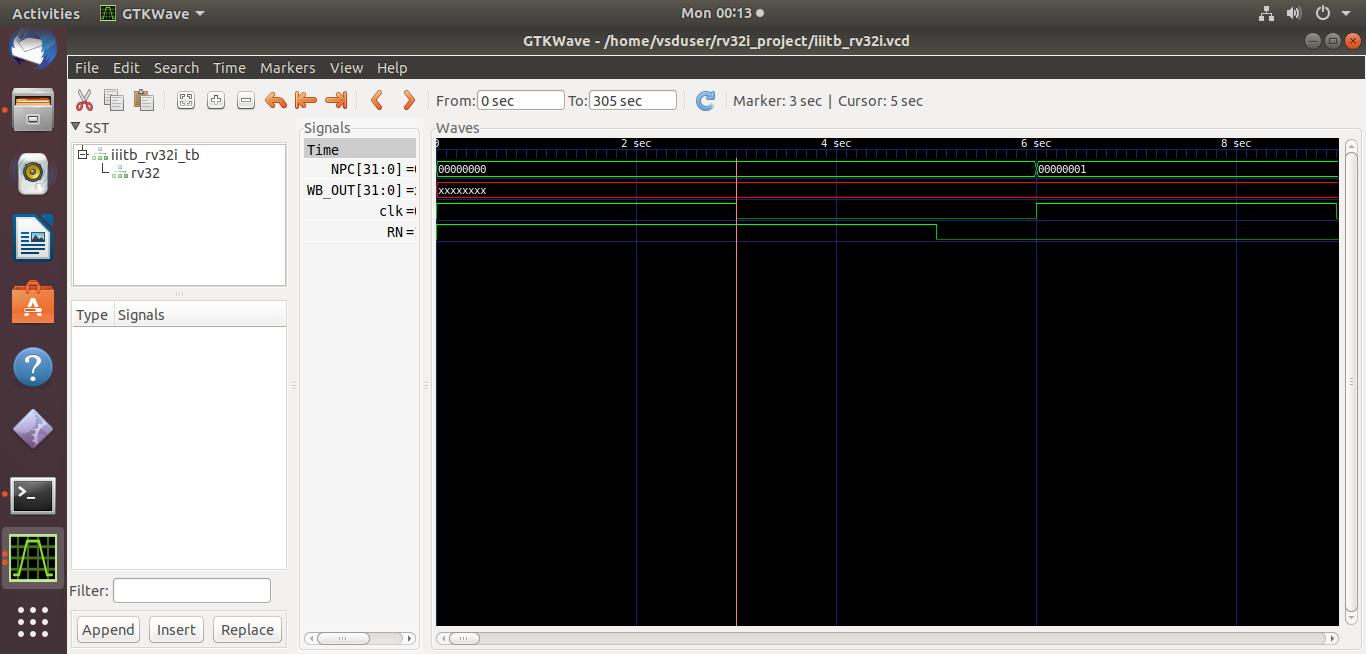 Activities GTKWave Mon 00:13
GTKWave - /home/vsduser/rv32i_project/iiitb_rv32i.vcd
File Edit Search Time Markers View Help
From: 0 sec To: 305 sec Marker: 3 sec | Cursor: 5 sec
SST
iiitb_rv32i_tb
rv32
Type Signals
Filter:
Append Insert Replace
Signals
Time
NPC[31:0] =
WB_OUT[31:0] =
clk =
RN =
Waves
0 2 sec 4 sec 6 sec 8 sec
00000000 00000001
xxxxxxxx